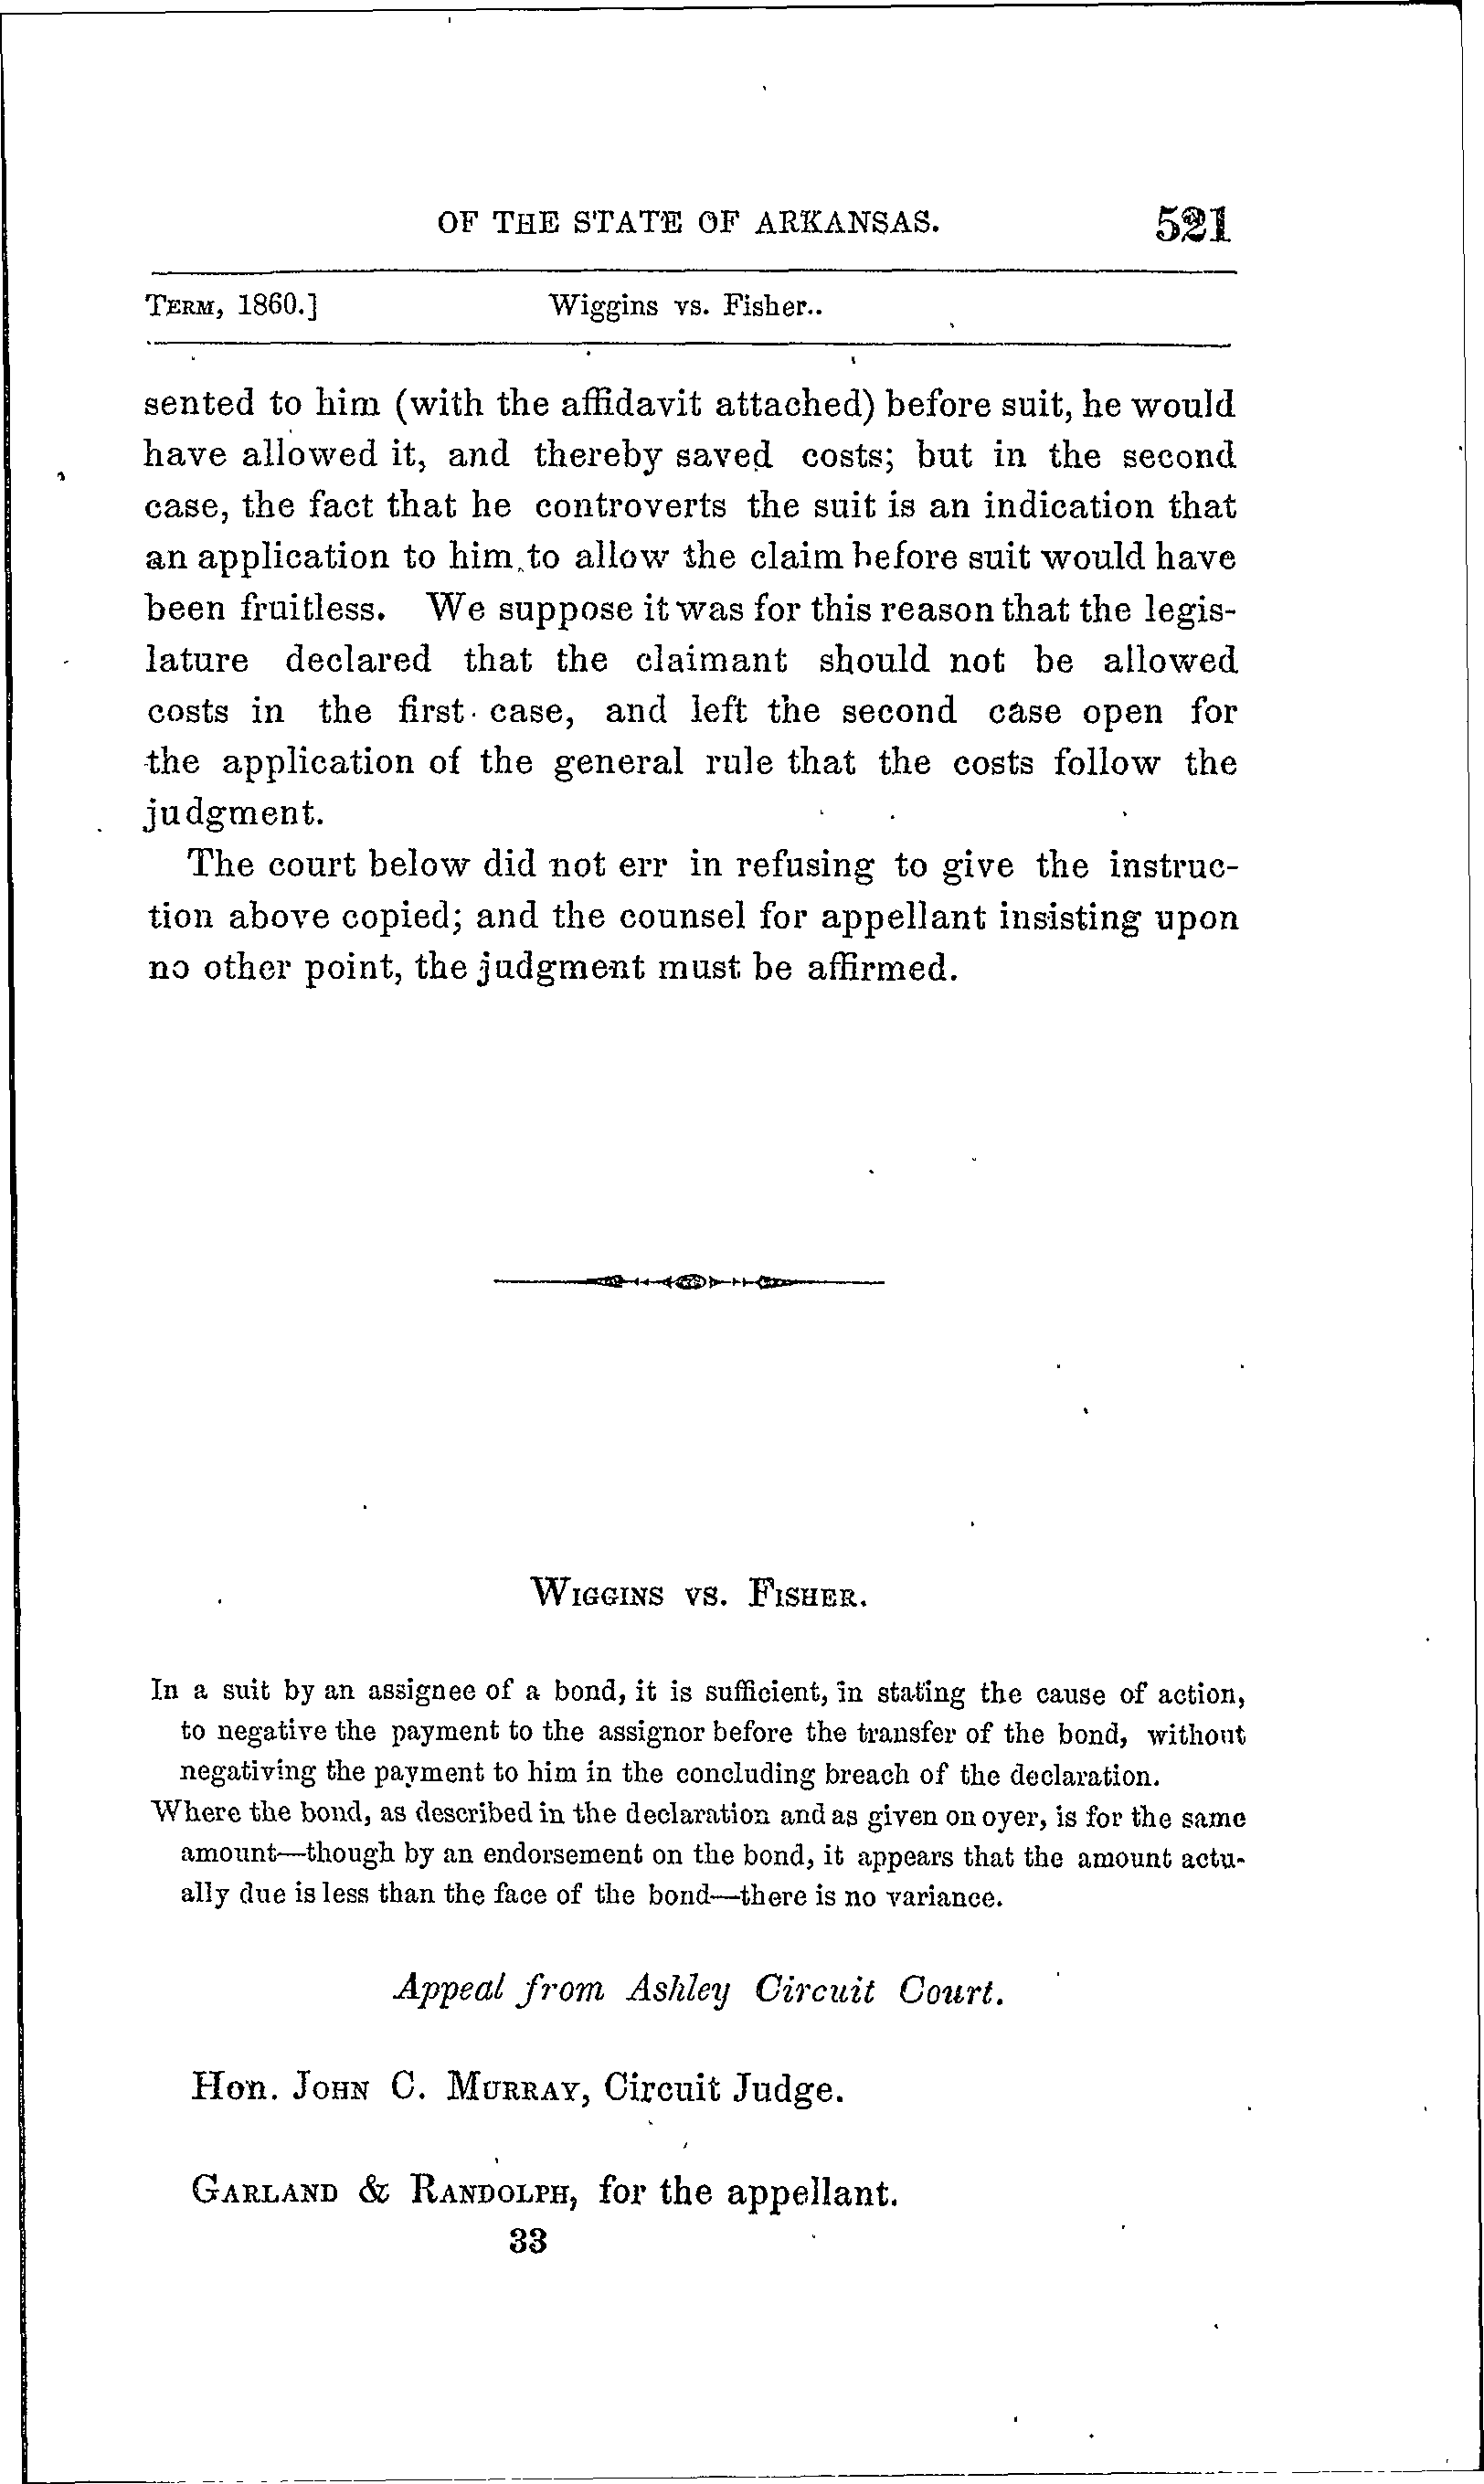 OF THE STATE OF ARKANSAS. 521
TERM, 1860.] Wiggins vs. Fisher..
sented to him (with the affidavit attached) before suit, he would
have allowed it, and thereby saved costs; but in the second
case, the fact that he controverts the suit is an indication that
an application to him to allow the claim before suit would have
been fruitless. We suppose it was for this reason that the legis-
lature declared that the claimant should not be allowed
costs in the first case, and left the second case open for
the application of the general rule that the costs follow the
judgment.
The court below did not err in refusing to give the instruc-
tion above copied; and the counsel for appellant insisting upon
no other point, the judgment must be affirmed.
WIGGINS VS. FISHER.
In a suit by an assignee of a bond, it is sufficient, in stating the cause of action,
to negative the payment to the assignor before the transfer of the bond, without
negativing the payment to him in the concluding breach of the declaration.
Where the bond, as described in the declaration and as given on oyer, is for the same
amount—though by an endorsement on the bond, it appears that the amount actu-
ally due is less than the face of the bond—there is no variance.
Appeal from Ashley Circuit Court.
Hon. JOHN C. MURRAY, Circuit Judge.
GARLAND & RANDOLPH, for the appellant.
33